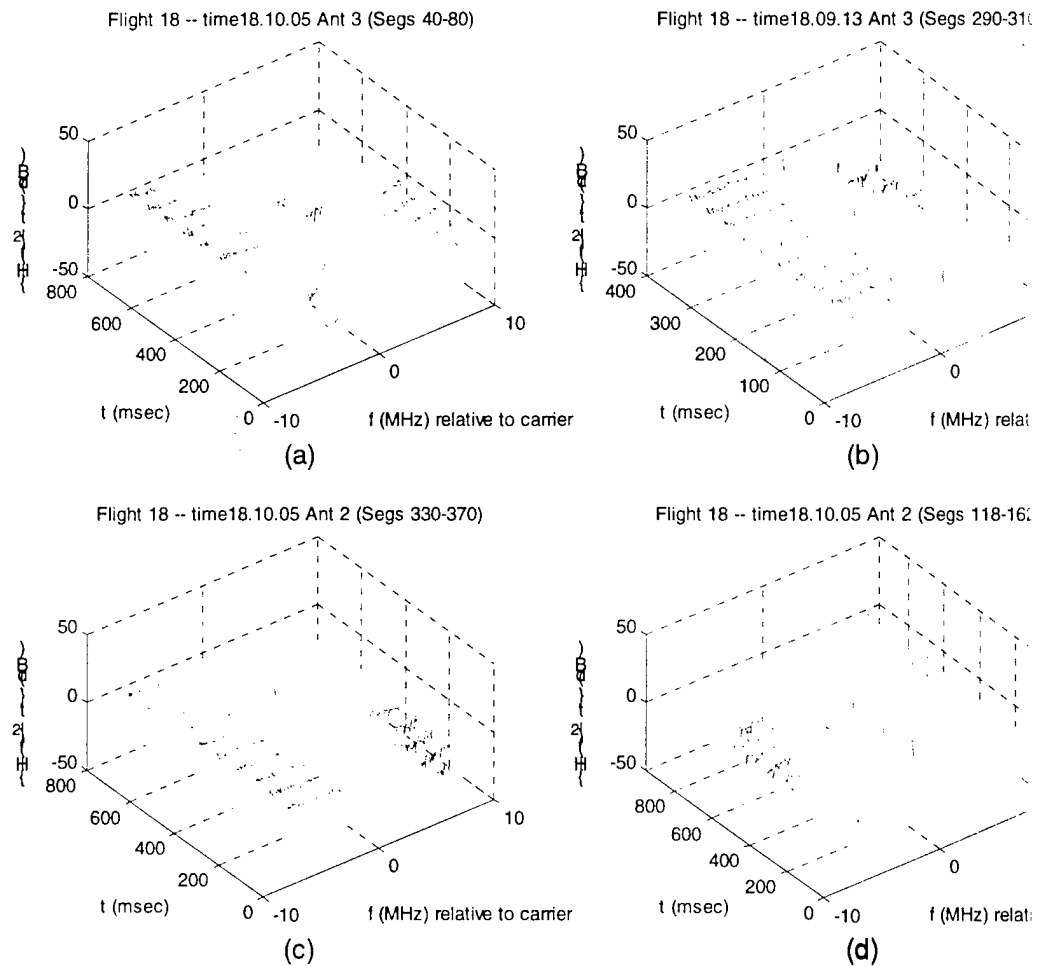 Flight 18 -- time18.10.05 Ant 3 (Segs 40-80)
50
0
-50
800
600
400
200
0
-10
0
10
t (msec)
f (MHz) relative to carrier
(a)
Flight 18 -- time18.09.13 Ant 3 (Segs 290-310
50
0
-50
400
300
200
100
0
-10
0
t (msec)
f (MHz) relat
(b)
Flight 18 -- time18.10.05 Ant 2 (Segs 330-370)
50
0
-50
800
600
400
200
0
-10
0
10
t (msec)
f (MHz) relative to carrier
(c)
Flight 18 -- time18.10.05 Ant 2 (Segs 118-162
50
0
-50
800
600
400
200
0
-10
0
t (msec)
f (MHz) relat
(d)